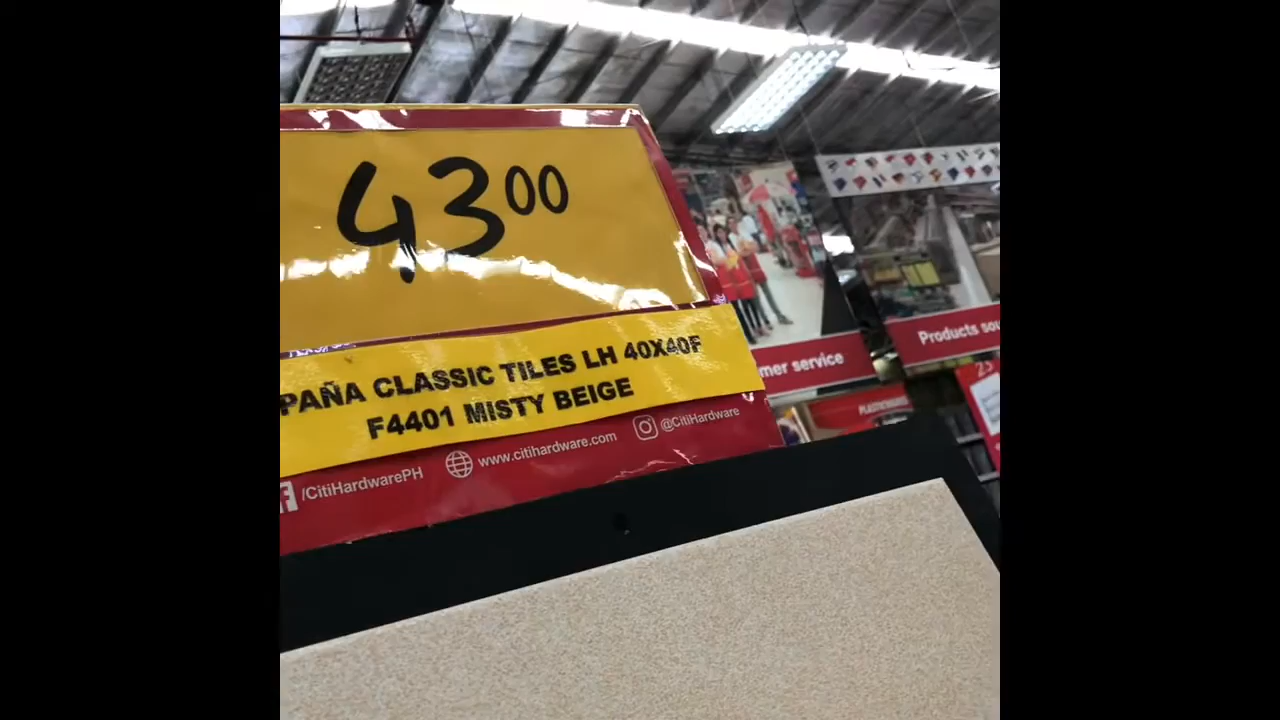 43 00
PAÑA CLASSIC TILES LH 40X40F
F4401 MISTY BEIGE
/CitiHardwarePH
www.citihardware.com
@CitiHardware
mer service
Products sou
23